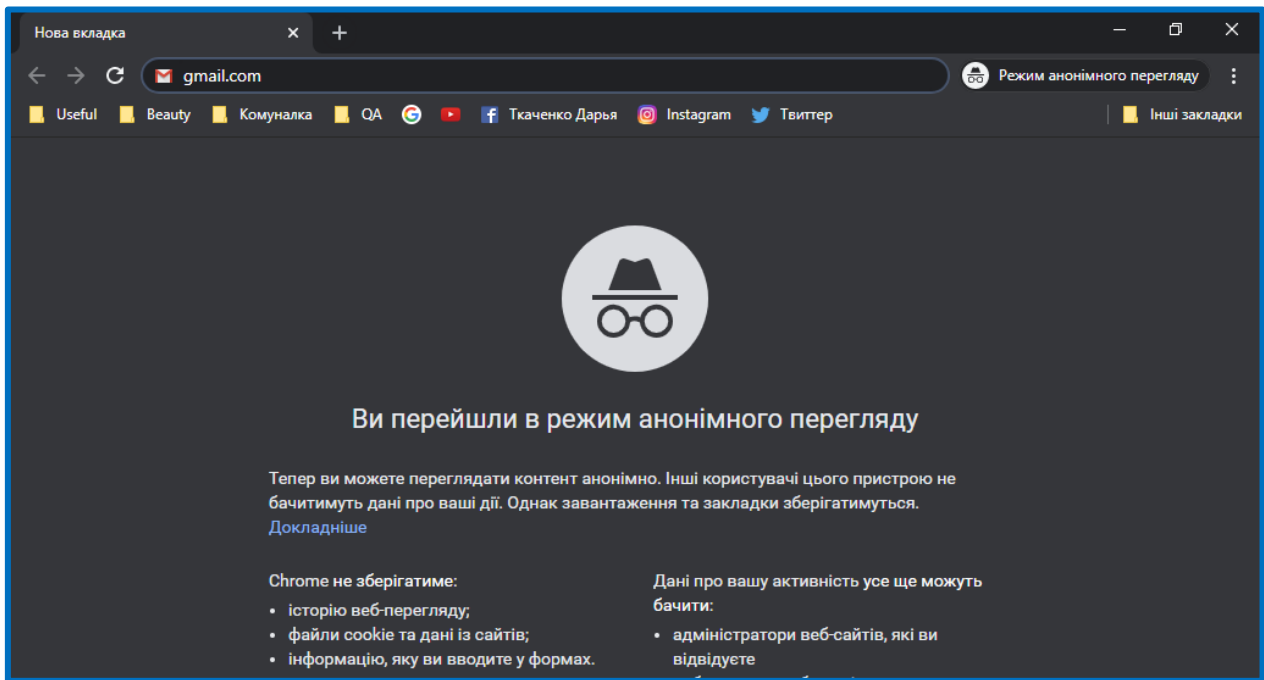 Нова вкладка
gmail.com
Режим анонімного перегляду
Useful Beauty Комуналка QA Ткаченко Дарья Instagram Твиттер Інші закладки
Ви перейшли в режим анонімного перегляду
Тепер ви можете переглядати контент анонімно. Інші користувачі цього пристрою не
бачитимуть дані про ваші дії. Однак завантаження та закладки зберігатимуться.
Докладніше
Chrome не зберігатиме:
• історію веб-перегляду;
• файли cookie та дані із сайтів;
• інформацію, яку ви вводите у формах.
Дані про вашу активність усе ще можуть
бачити:
• адміністратори веб-сайтів, які ви
відвідуєте